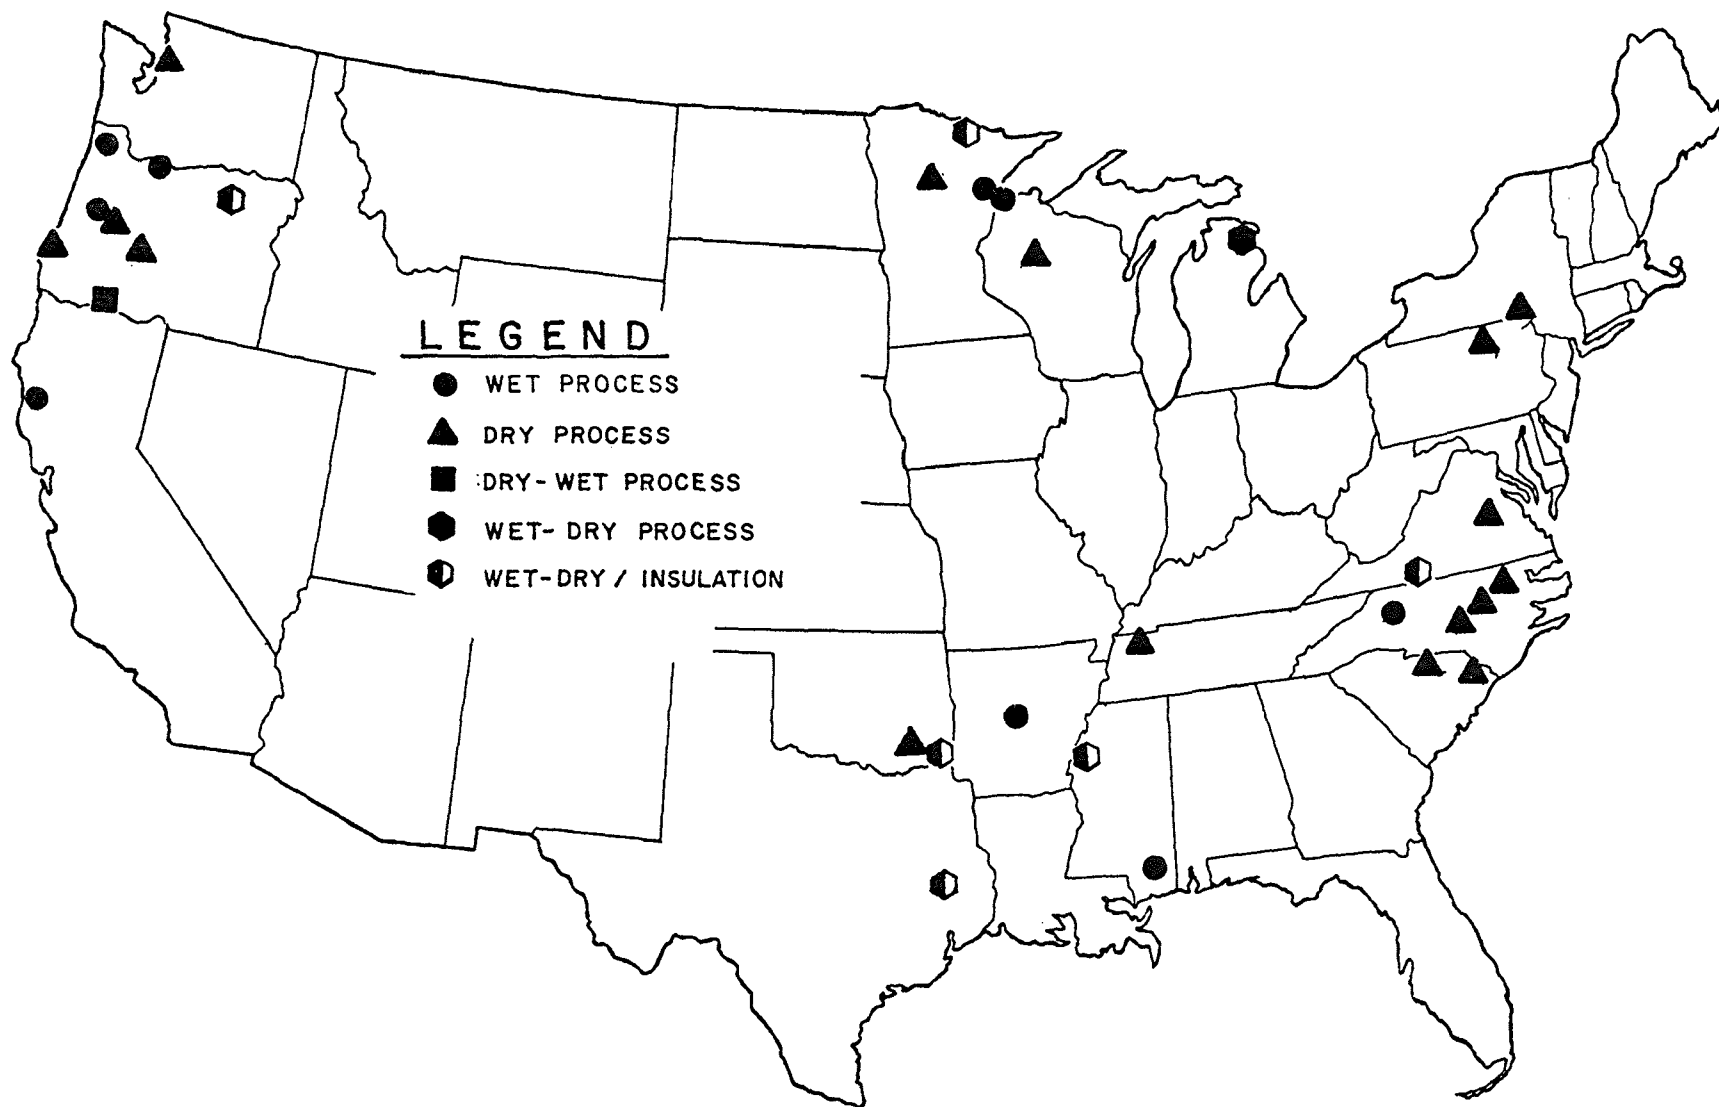 LEGEND
WET PROCESS
DRY PROCESS
DRY-WET PROCESS
WET-DRY PROCESS
WET-DRY / INSULATION